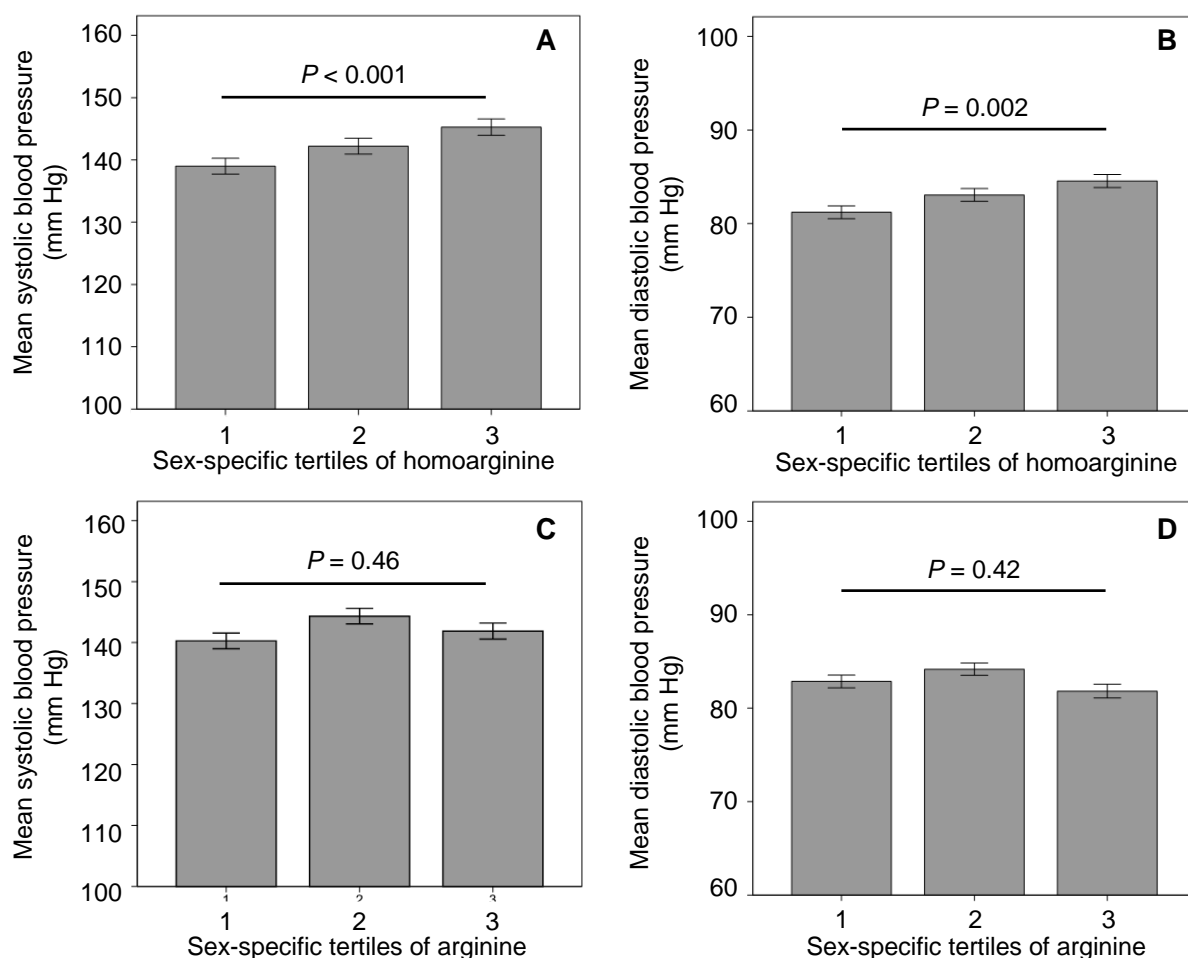 A
Mean systolic blood pressure
(mm Hg)
160
150
140
130
120
110
100
P < 0.001
1 2 3
Sex-specific tertiles of homoarginine
B
Mean diastolic blood pressure
(mm Hg)
100
90
80
70
60
P = 0.002
1 2 3
Sex-specific tertiles of homoarginine
C
Mean systolic blood pressure
(mm Hg)
160
150
140
130
120
110
100
P = 0.46
1 2 3
1 2 3
Sex-specific tertiles of arginine
D
Mean diastolic blood pressure
(mm Hg)
100
90
80
70
60
P = 0.42
1 2 3
Sex-specific tertiles of arginine